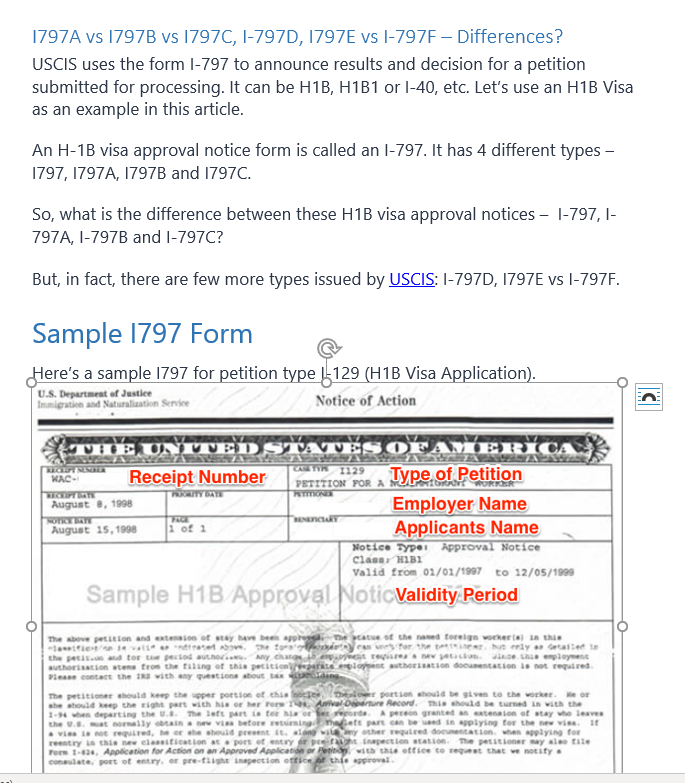 I797A vs I797B vs I797C, I-797D, I797E vs I-797F – Differences?
USCIS uses the form I-797 to announce results and decision for a petition
submitted for processing. It can be H1B, H1B1 or I-40, etc. Let's use an H1B Visa
as an example in this article.
An H-1B visa approval notice form is called an I-797. It has 4 different types –
I797, I797A, I797B and I797C.
So, what is the difference between these H1B visa approval notices – I-797, I-
797A, I-797B and I-797C?
But, in fact, there are few more types issued by USCIS: I-797D, I797E vs I-797F.
Sample I797 Form
Here's a sample I797 for petition type I-129 (H1B Visa Application).
U.S. Department of Justice
Immigration and Naturalization Service
Notice of Action
THE UNITED STATES OF AMERICA
RECEIPT NUMBER
WAC-
Receipt Number
CASE TYPE I129
Type of Petition
PETITION FOR A NONIMMIGRANT WORKER
RECEIPT DATE
August 8, 1998
PRIORITY DATE
PETITIONER
Employer Name
NOTICE DATE
August 15, 1998
PAGE
1 of 1
BENEFICIARY
Applicants Name
Notice Type: Approval Notice
Class: H1B1
Valid from 01/01/1997 to 12/05/1999
Sample H1B Approval Notic
Validity Period
The above petition and extension of stay have been approved. The status of the named foreign worker(s) in this
classification is valid as indicated above. The foreign worker(s) can work for the petitioner, but only as detailed in
the petition and for the period authorized. Any change in employment requires a new petition. Since this employment
authorization stems from the filing of this petition, separate employment authorization documentation is not required.
Please contact the IRS with any questions about tax withholding.
The petitioner should keep the upper portion of this notice. The lower portion should be given to the worker. He or
she should keep the right part with his or her Form I-94, Arrival-Departure Record. This should be turned in with the
I-94 when departing the U.S. The left part is for his or her records. A person granted an extension of stay who leaves
the U.S. must normally obtain a new visa before returning. The left part can be used in applying for the new visa. If
a visa is not required, he or she should present it, along with any other required documentation, when applying for
reentry in this new classification at a port of entry or pre-flight inspection station. The petitioner may also file
Form I-824, Application for Action on an Approved Application or Petition, with this office to request that we notify a
consulate, port of entry, or pre-flight inspection office of this approval.